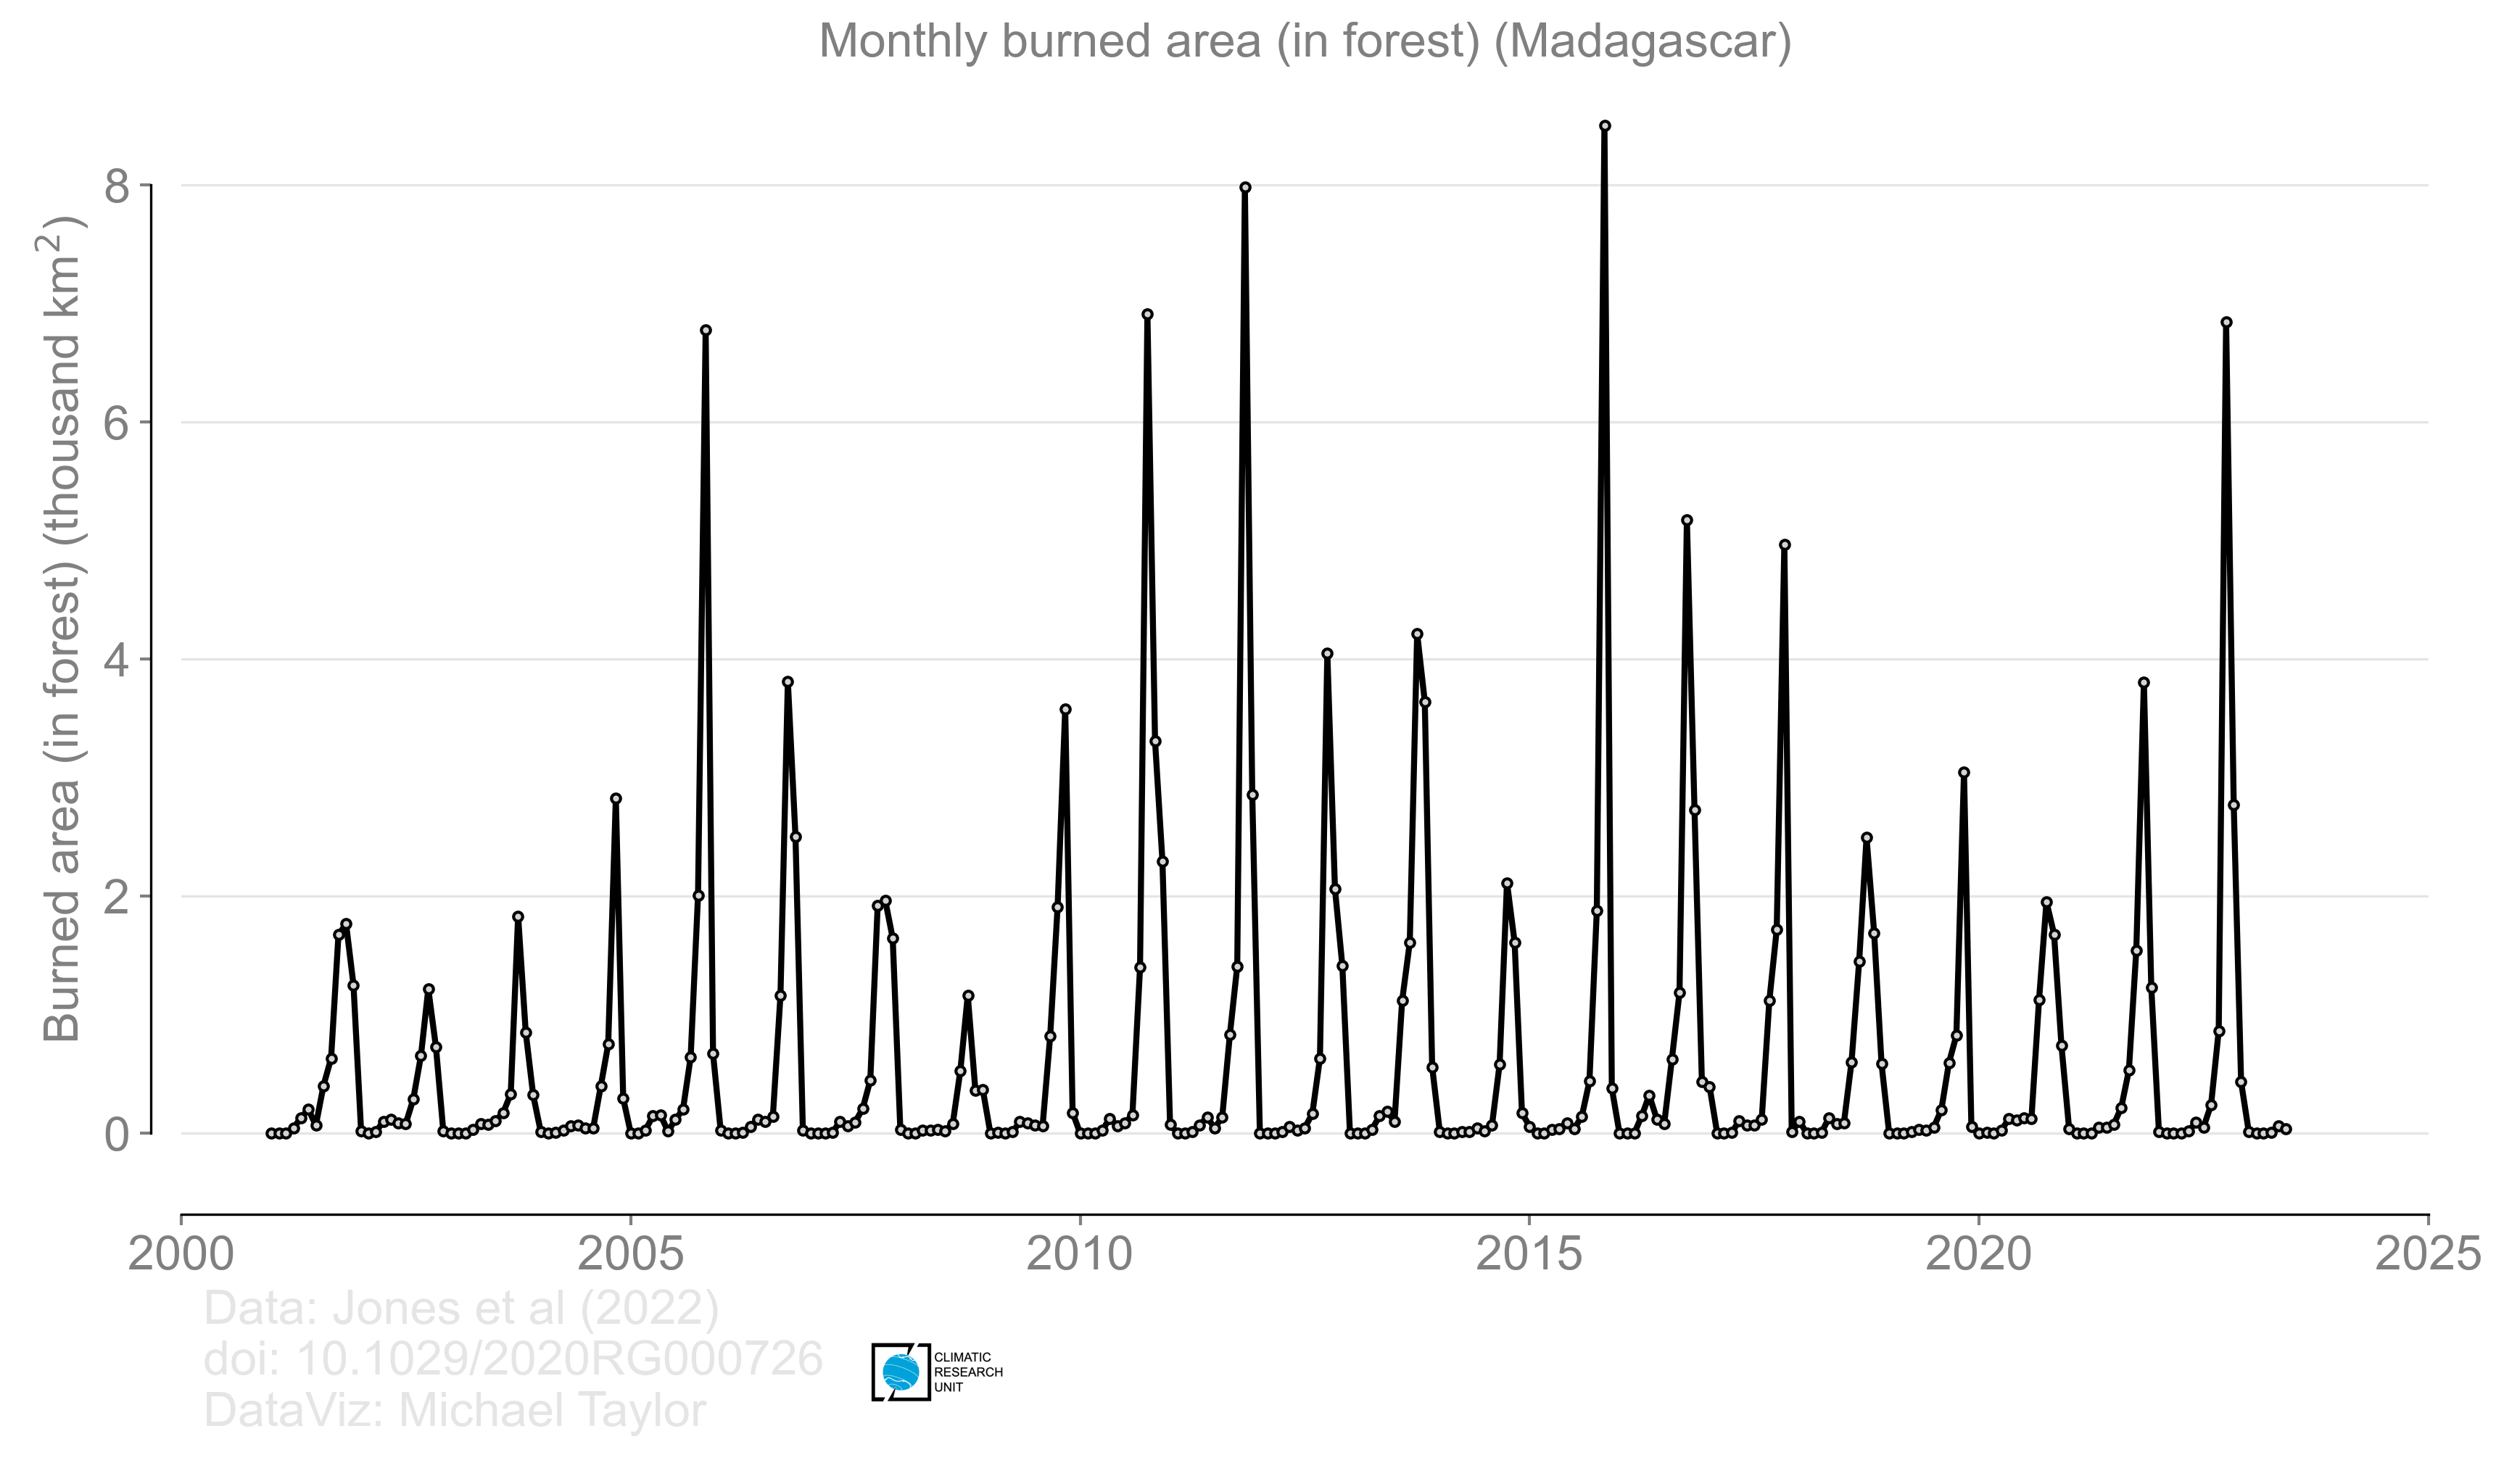 Monthly burned area (in forest) (Madagascar)
Burned area (in forest) (thousand km²)
8
6
4
2
0
2000 2005 2010 2015 2020 2025
Data: Jones et al (2022)
doi: 10.1029/2020RG000726
DataViz: Michael Taylor
CLIMATIC
RESEARCH
UNIT